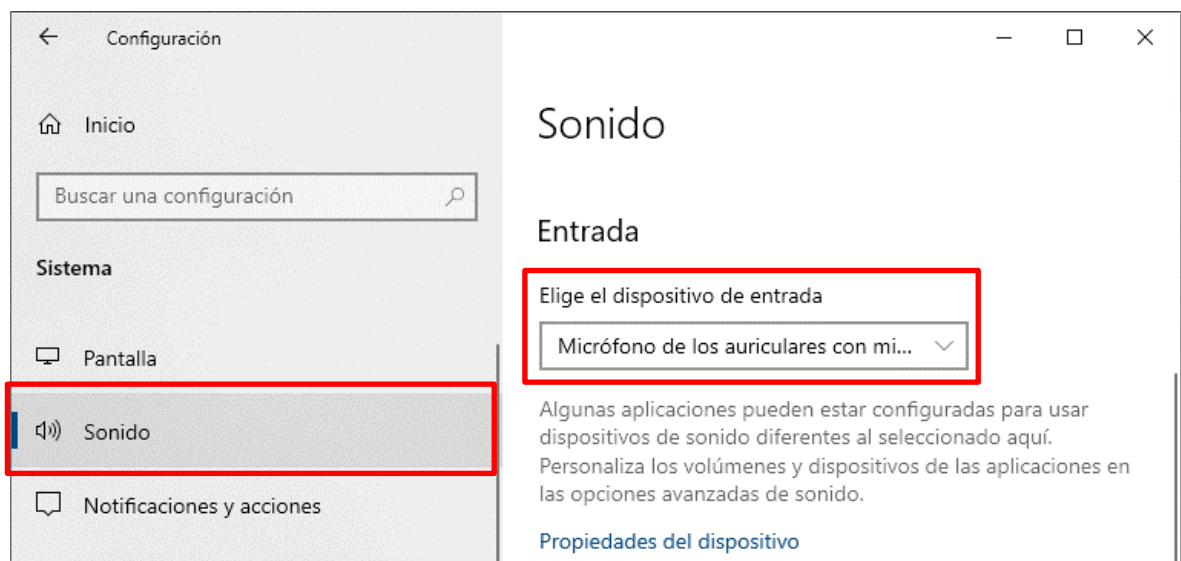 Configuración
Inicio
Buscar una configuración
Sistema
Pantalla
Sonido
Notificaciones y acciones
Sonido
Entrada
Elige el dispositivo de entrada
Micrófono de los auriculares con mi...
Algunas aplicaciones pueden estar configuradas para usar
dispositivos de sonido diferentes al seleccionado aquí.
Personaliza los volúmenes y dispositivos de las aplicaciones en
las opciones avanzadas de sonido.
Propiedades del dispositivo